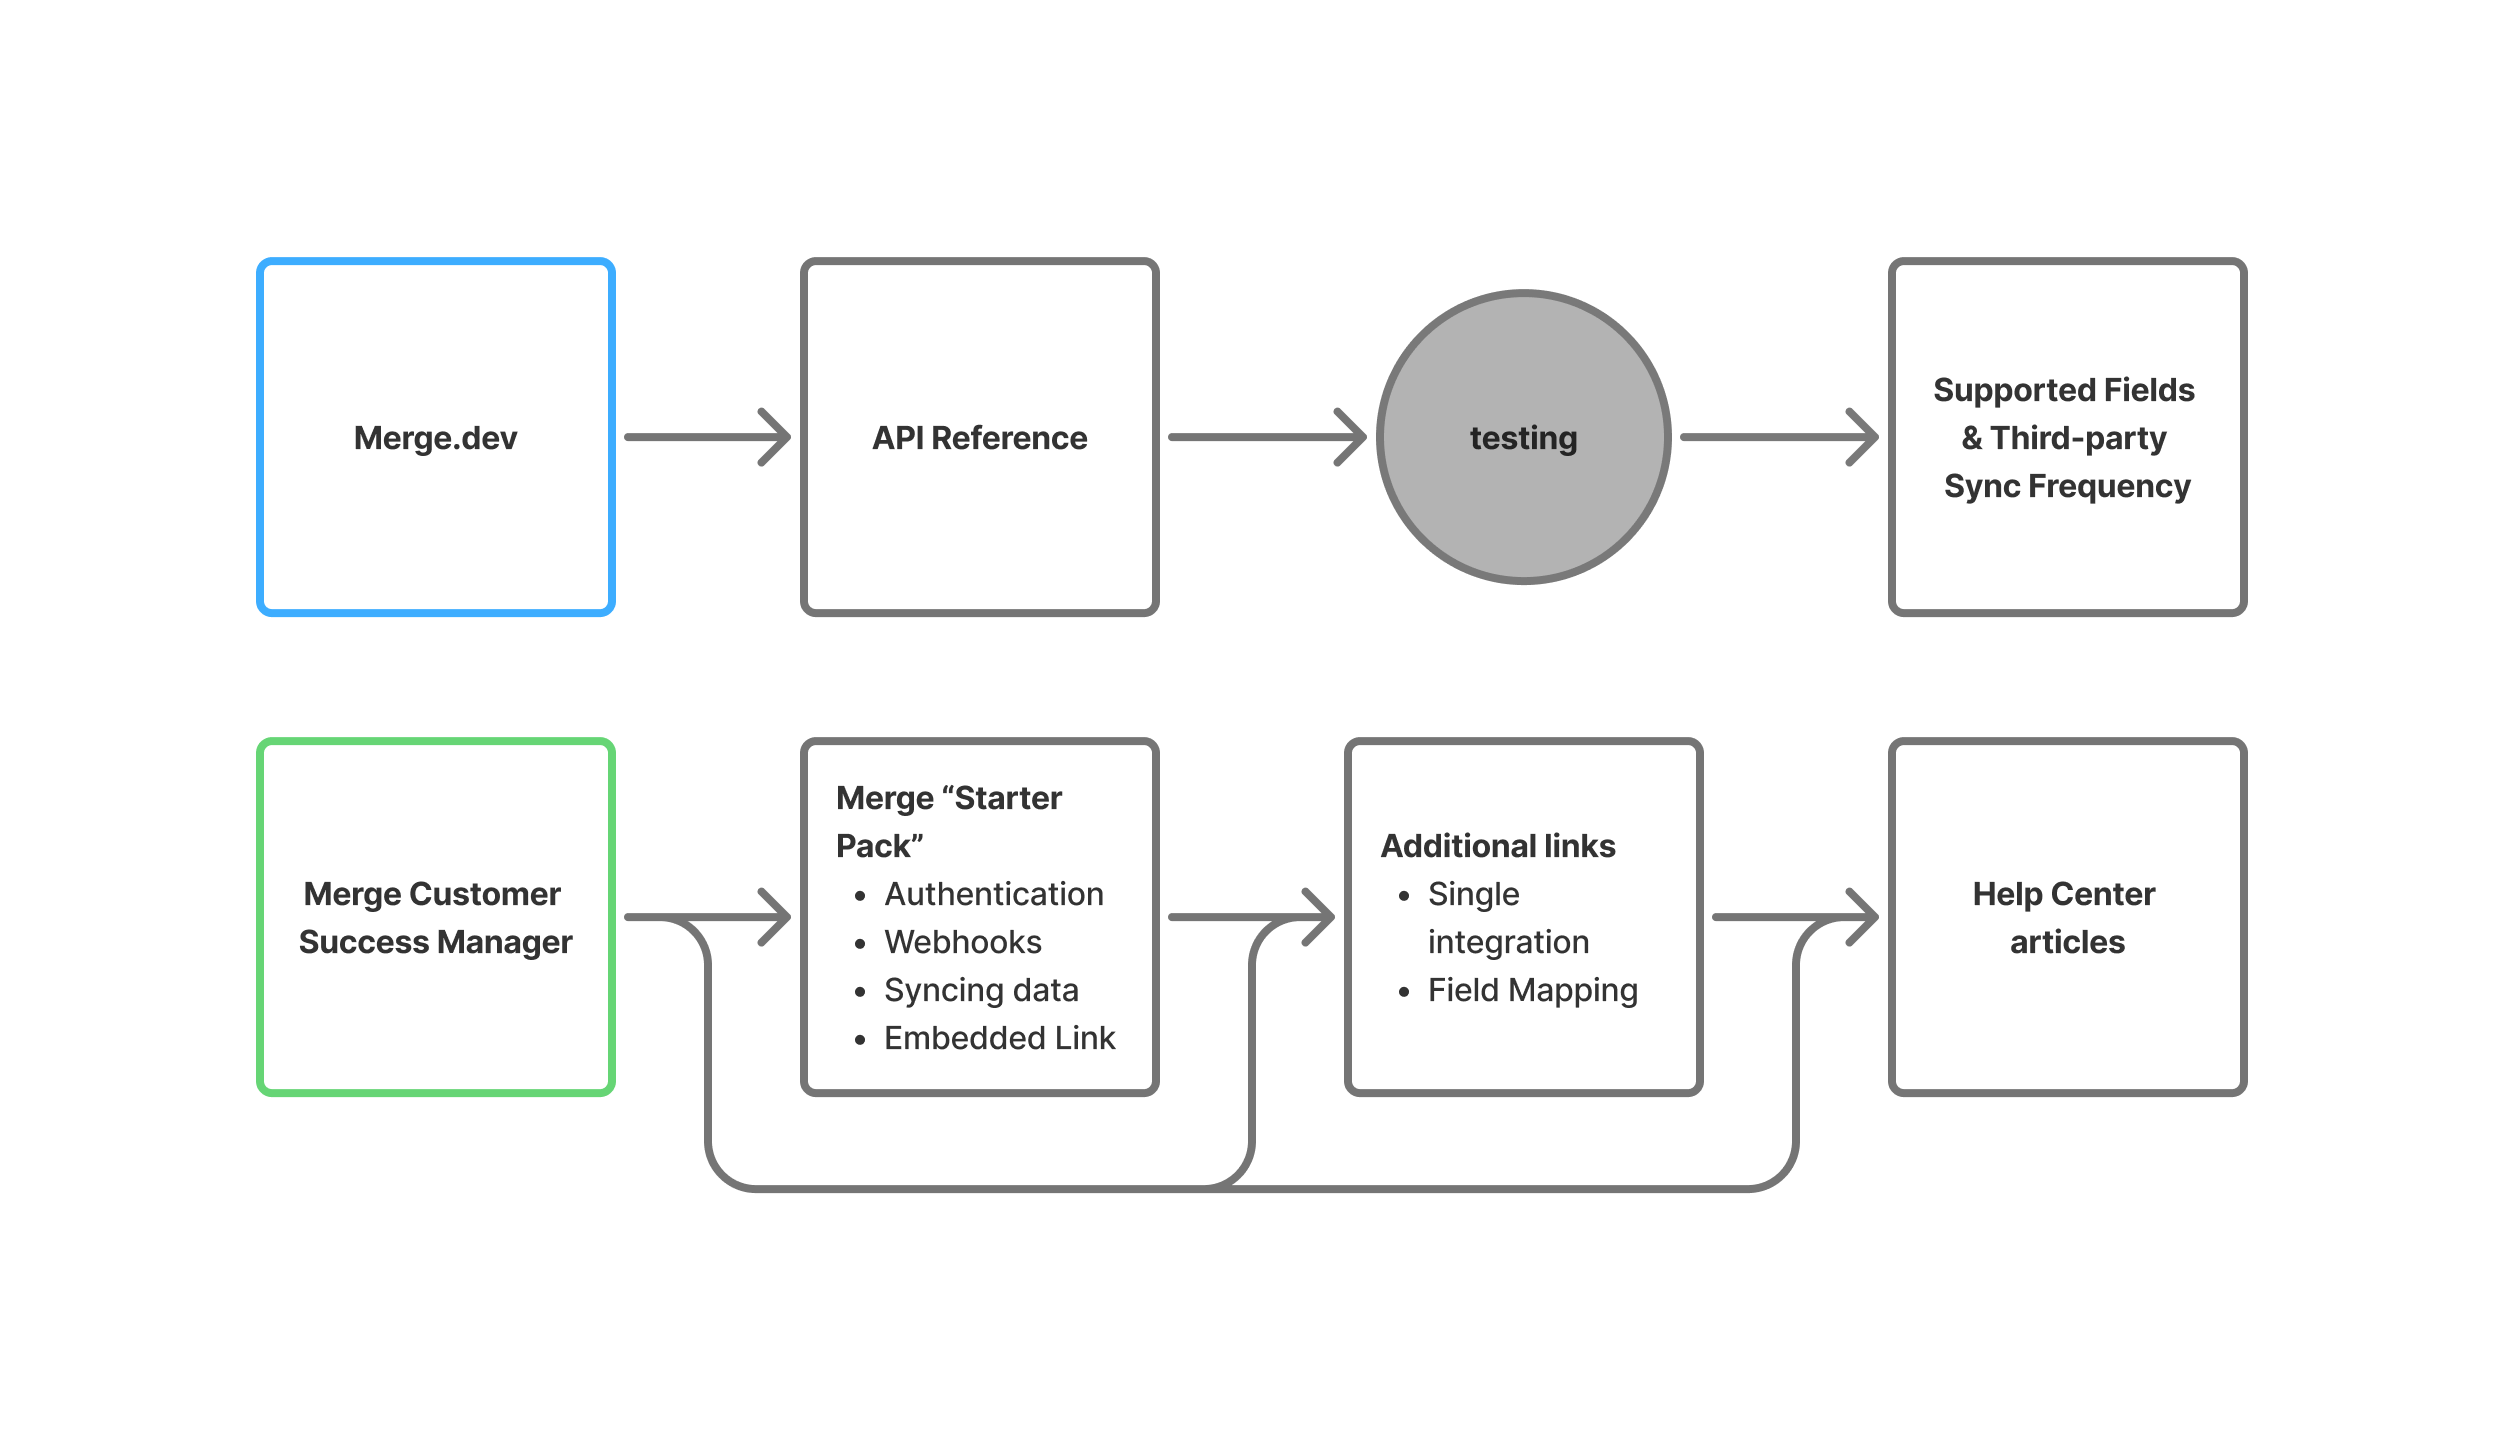 Merge.dev
API Reference
testing
Supported Fields
& Third-party
Sync Frequency
Merge Customer
Success Manager
Merge “Starter
Pack”
● Authentication
● Webhooks
● Syncing data
● Embedded Link
Additional links
● Single
integration
● Field Mapping
Help Center
articles